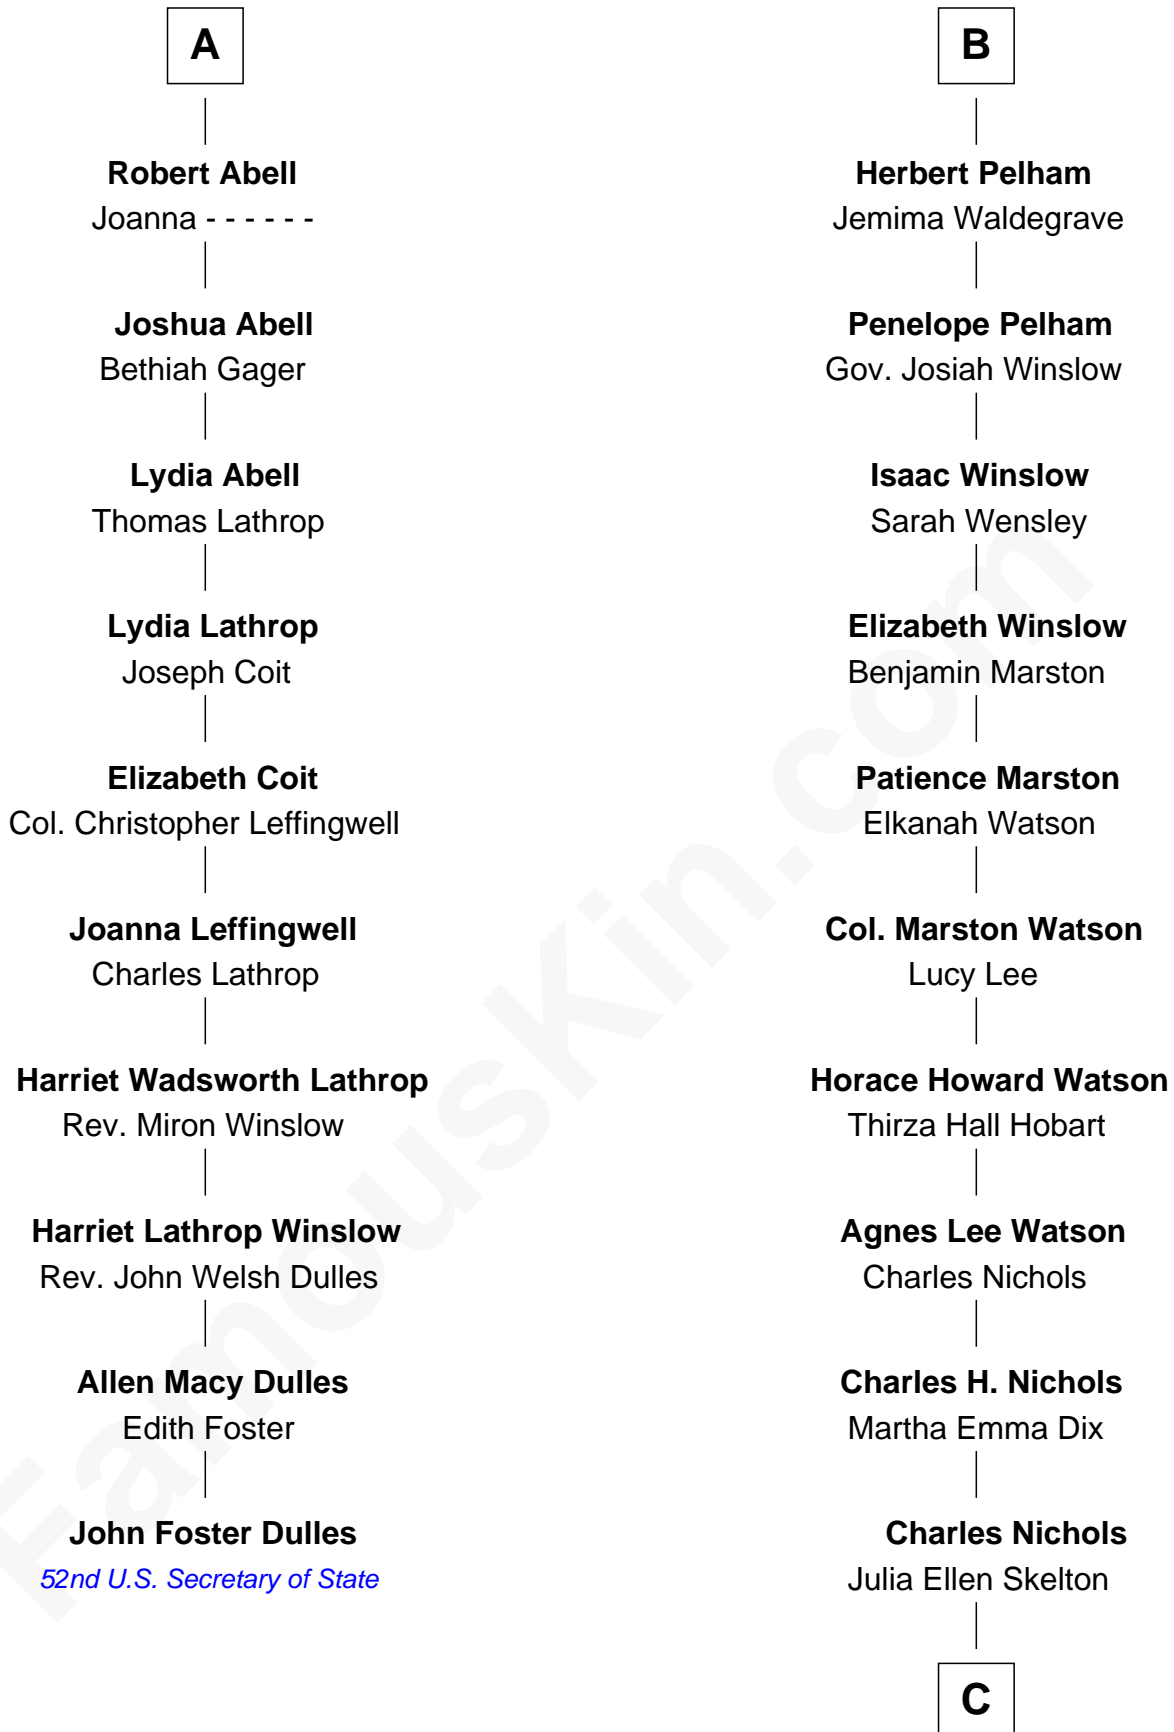 A
Robert Abell
Joanna - - - - - -
Joshua Abell
Bethiah Gager
Lydia Abell
Thomas Lathrop
Lydia Lathrop
Joseph Coit
Elizabeth Coit
Col. Christopher Leffingwell
Joanna Leffingwell
Charles Lathrop
Harriet Wadsworth Lathrop
Rev. Miron Winslow
Harriet Lathrop Winslow
Rev. John Welsh Dulles
Allen Macy Dulles
Edith Foster
John Foster Dulles
52nd U.S. Secretary of State
B
Herbert Pelham
Jemima Waldegrave
Penelope Pelham
Gov. Josiah Winslow
Isaac Winslow
Sarah Wensley
Elizabeth Winslow
Benjamin Marston
Patience Marston
Elkanah Watson
Col. Marston Watson
Lucy Lee
Horace Howard Watson
Thirza Hall Hobart
Agnes Lee Watson
Charles Nichols
Charles H. Nichols
Martha Emma Dix
Charles Nichols
Julia Ellen Skelton
C
FamousKin.com